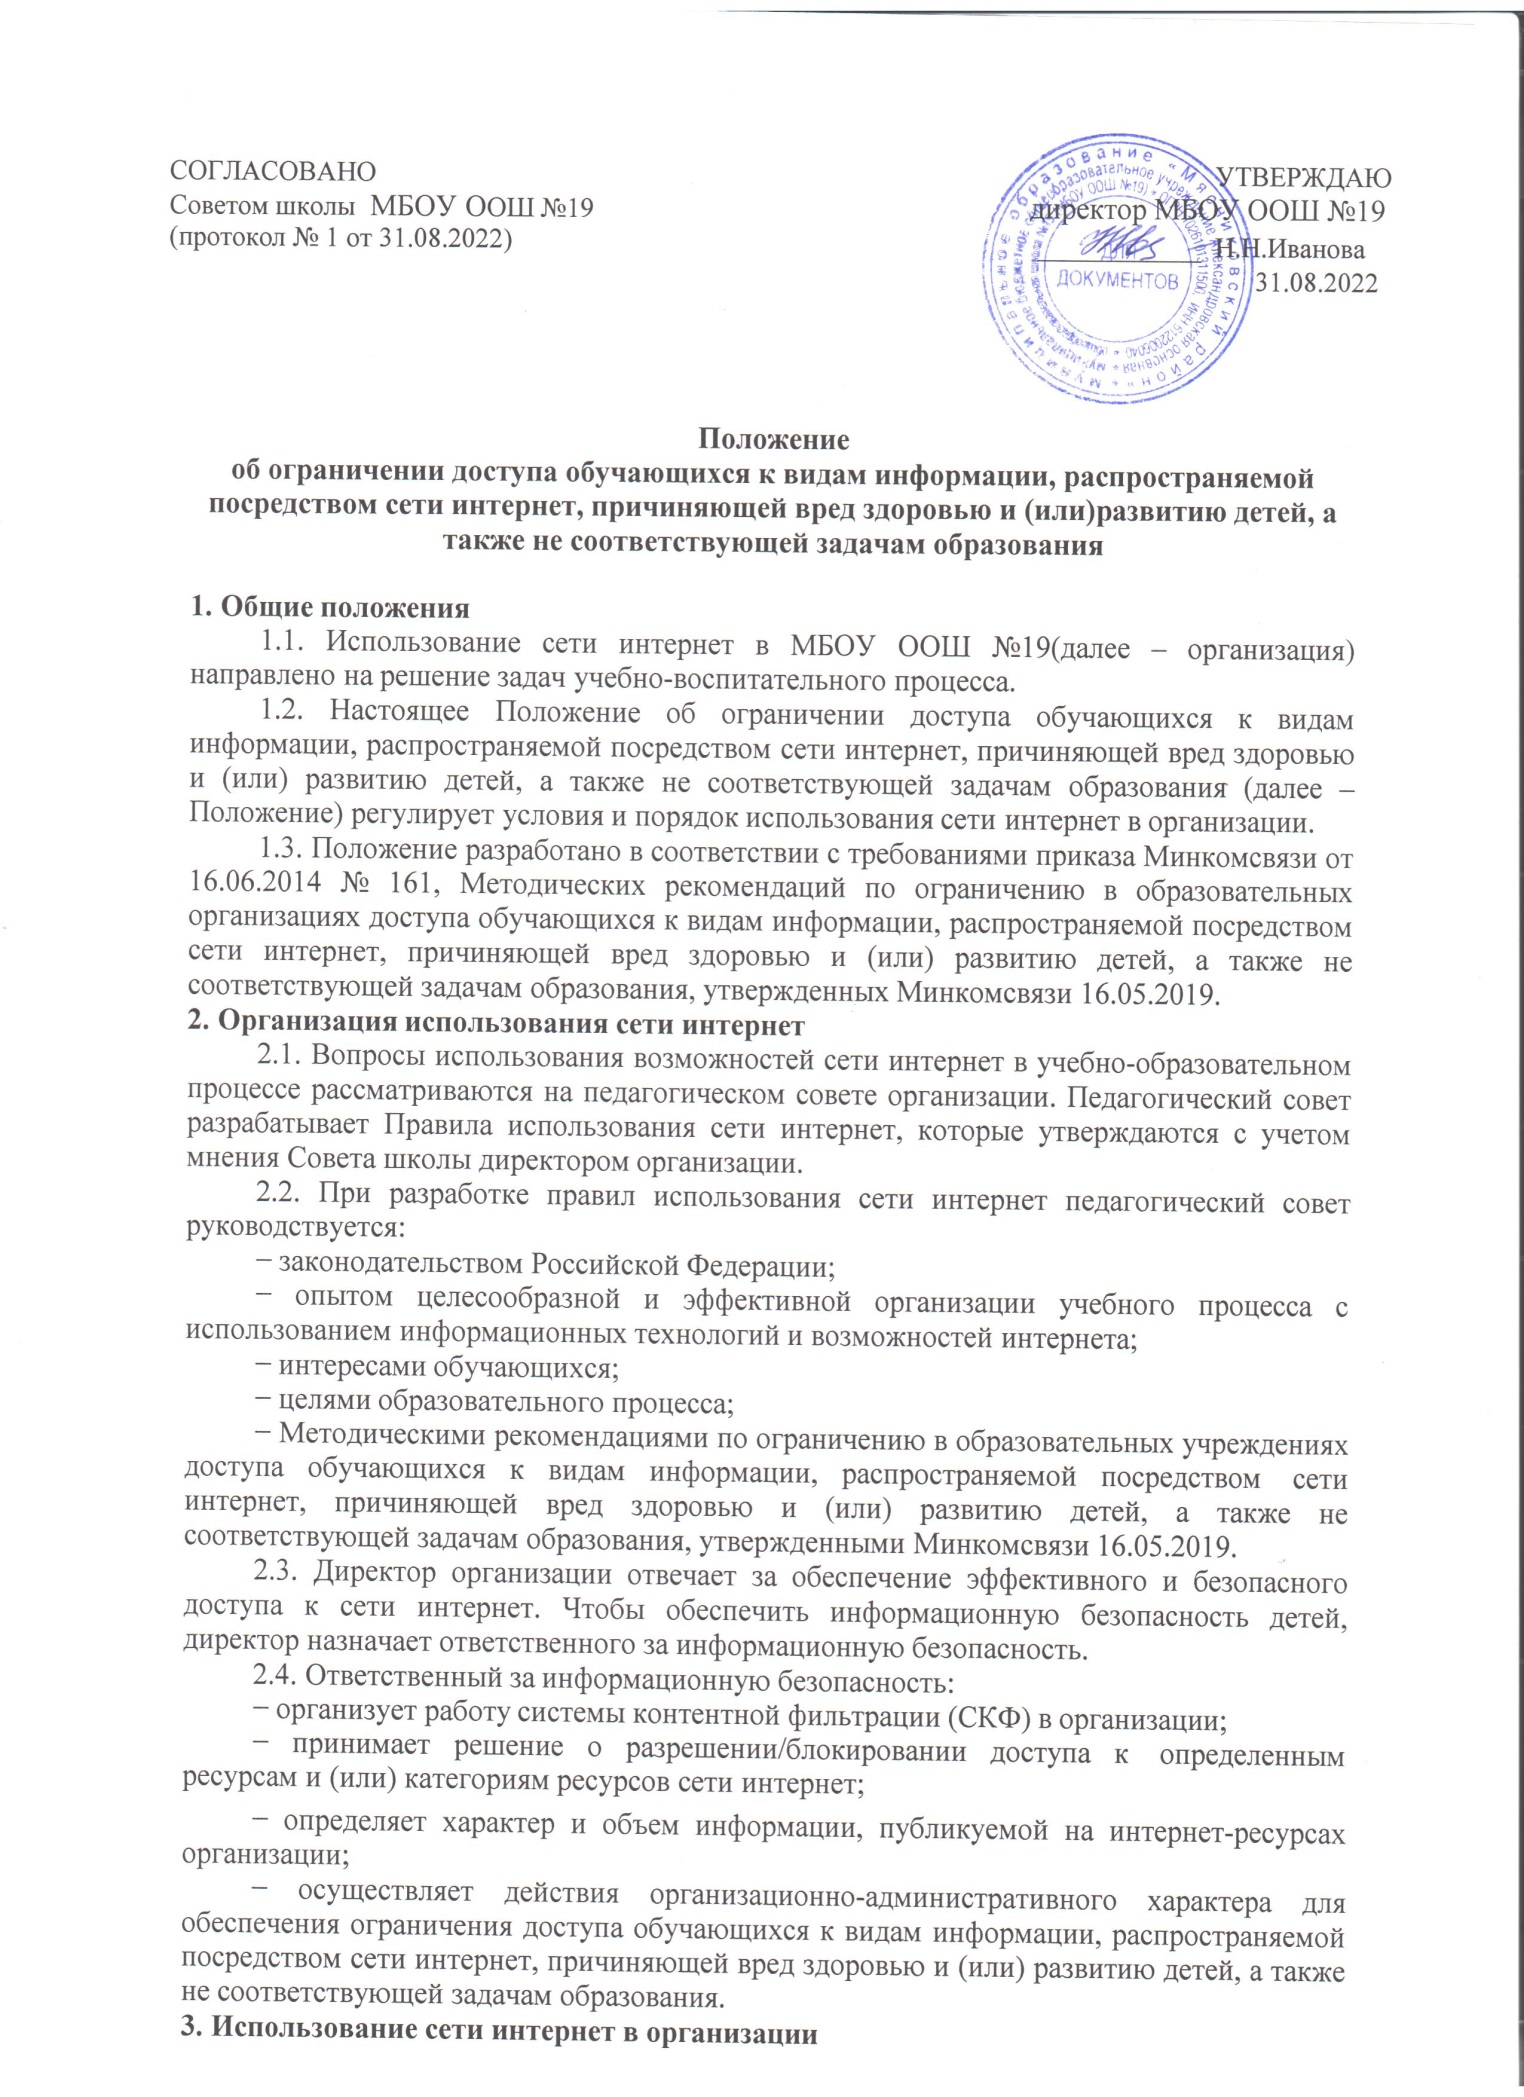 СОГЛАСОВАНО
Советом школы МБОУ ООШ №19
(протокол № 1 от 31.08.2022)
УТВЕРЖДАЮ
директор МБОУ ООШ №19
Н.Н.Иванова
31.08.2022
ДЛЯ
ДОКУМЕНТОВ
Положение
об ограничении доступа обучающихся к видам информации, распространяемой
посредством сети интернет, причиняющей вред здоровью и (или)развитию детей, а
также не соответствующей задачам образования
1. Общие положения
1.1. Использование сети интернет в МБОУ ООШ №19(далее – организация)
направлено на решение задач учебно-воспитательного процесса.
1.2. Настоящее Положение об ограничении доступа обучающихся к видам
информации, распространяемой посредством сети интернет, причиняющей вред здоровью
и (или) развитию детей, а также не соответствующей задачам образования (далее –
Положение) регулирует условия и порядок использования сети интернет в организации.
1.3. Положение разработано в соответствии с требованиями приказа Минкомсвязи от
16.06.2014 № 161, Методических рекомендаций по ограничению в образовательных
организациях доступа обучающихся к видам информации, распространяемой посредством
сети интернет, причиняющей вред здоровью и (или) развитию детей, а также не
соответствующей задачам образования, утвержденных Минкомсвязи 16.05.2019.
2. Организация использования сети интернет
2.1. Вопросы использования возможностей сети интернет в учебно-образовательном
процессе рассматриваются на педагогическом совете организации. Педагогический совет
разрабатывает Правила использования сети интернет, которые утверждаются с учетом
мнения Совета школы директором организации.
2.2. При разработке правил использования сети интернет педагогический совет
руководствуется:
− законодательством Российской Федерации;
− опытом целесообразной и эффективной организации учебного процесса с
использованием информационных технологий и возможностей интернета;
− интересами обучающихся;
− целями образовательного процесса;
− Методическими рекомендациями по ограничению в образовательных учреждениях
доступа обучающихся к видам информации, распространяемой посредством сети
интернет, причиняющей вред здоровью и (или) развитию детей, а также не
соответствующей задачам образования, утвержденными Минкомсвязи 16.05.2019.
2.3. Директор организации отвечает за обеспечение эффективного и безопасного
доступа к сети интернет. Чтобы обеспечить информационную безопасность детей,
директор назначает ответственного за информационную безопасность.
2.4. Ответственный за информационную безопасность:
− организует работу системы контентной фильтрации (СКФ) в организации;
− принимает решение о разрешении/блокировании доступа к определенным
ресурсам и (или) категориям ресурсов сети интернет;
− определяет характер и объем информации, публикуемой на интернет-ресурсах
организации;
− осуществляет действия организационно-административного характера для
обеспечения ограничения доступа обучающихся к видам информации, распространяемой
посредством сети интернет, причиняющей вред здоровью и (или) развитию детей, а также
не соответствующей задачам образования.
3. Использование сети интернет в организации